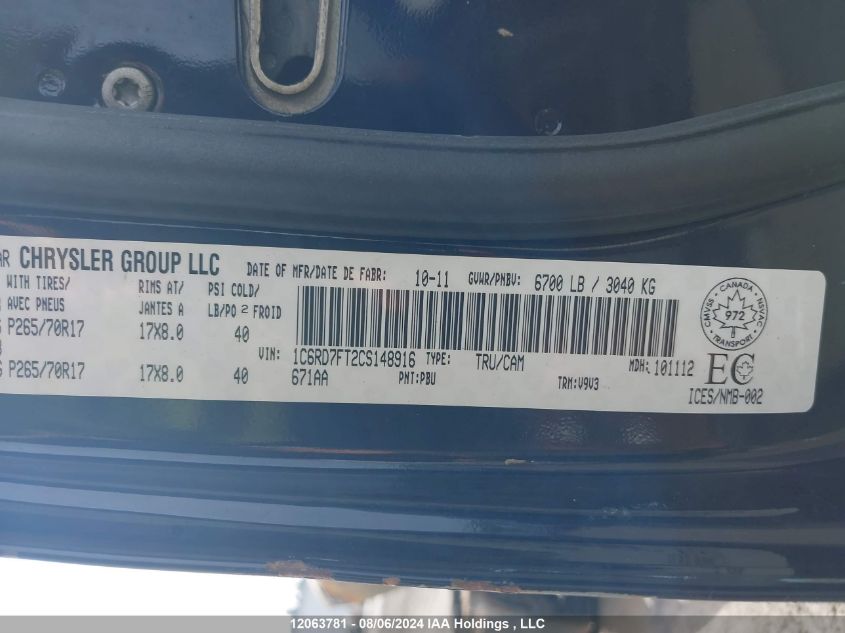 CHRYSLER GROUP LLC DATE OF MFR/DATE DE FABR: 10-11 GVWR/PNBV: 6700 LB / 3040 KG
WITH TIRES/ RIMS AT/ PSI COLD/
AVEC PNEUS JANTES A LB/PO 2 FROID
P265/70R17 17X8.0 40
VIN: 1C6RD7FT2CS148916 TYPE: TRU/CAM MDH: 101112
P265/70R17 17X8.0 40 671AA PNT:PBU TRM:V9V3
CANADA
CMVSS 972 NSVAC
TRANSPORT
EC
ICES/NMB-002
12063781 - 08/06/2024 IAA Holdings , LLC